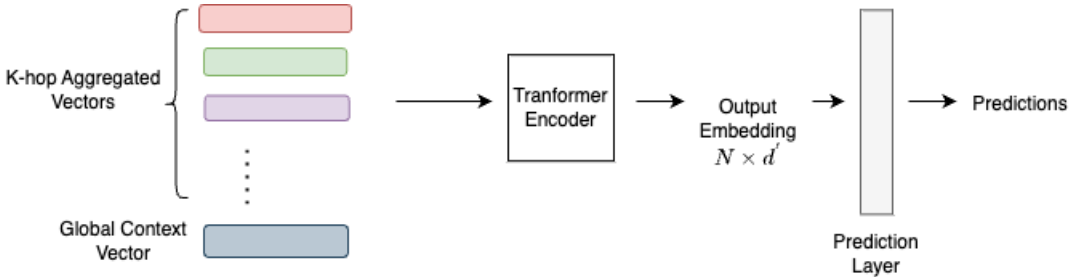 K-hop Aggregated
Vectors
Global Context
Vector
Tranformer
Encoder
Output
Embedding
N × d′
Prediction
Layer
Predictions